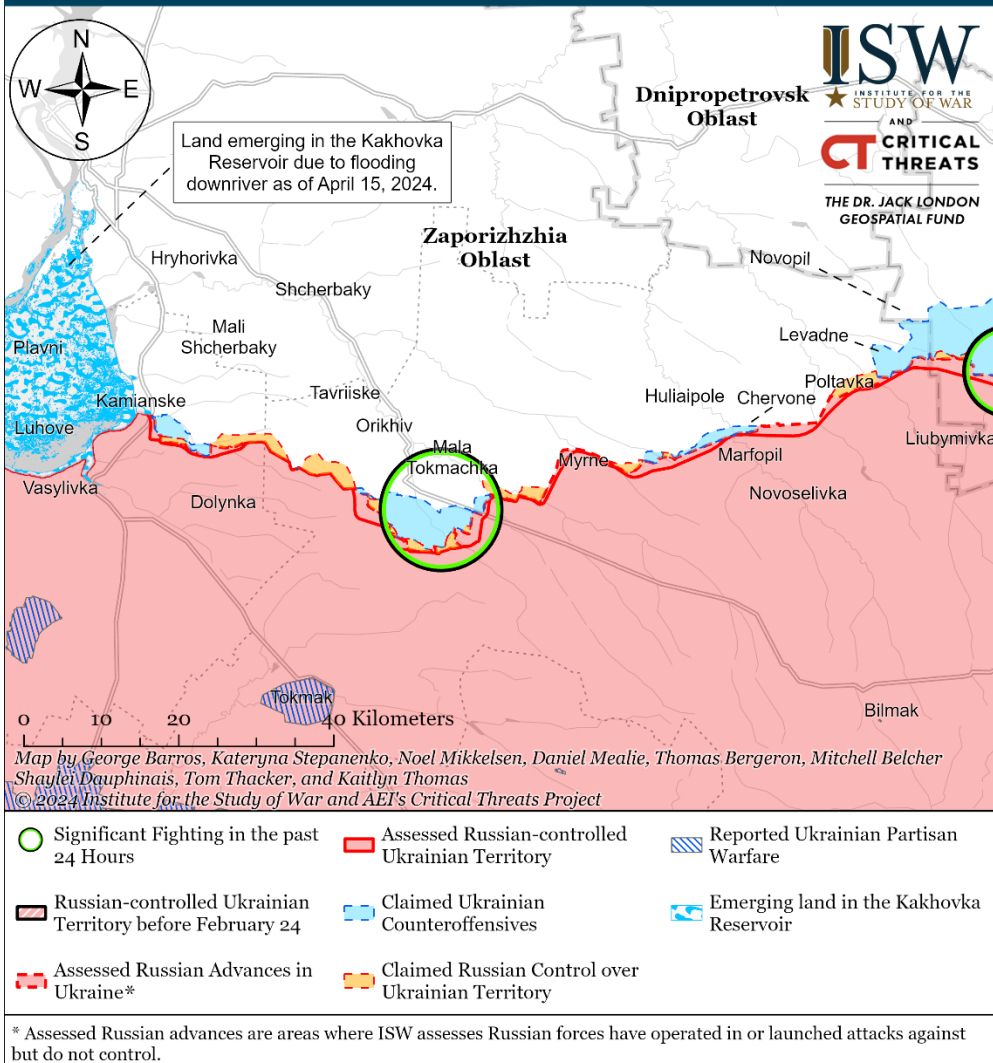 N
W
E
S
ISW
INSTITUTE FOR THE
STUDY OF WAR
AND
CT CRITICAL
THREATS
THE DR. JACK LONDON
GEOSPATIAL FUND
Land emerging in the Kakhovka
Reservoir due to flooding
downriver as of April 15, 2024.
Dnipropetrovsk
Oblast
Zaporizhzhia
Oblast
Hryhorivka
Novopil
Shcherbaky
Mali
Shcherbaky
Levadne
Plavni
Tavriiske
Poltavka
Kamianske
Huliaipole
Chervone
Orikhiv
Luhove
Mala
Tokmachka
Liubymivka
Myrne
Marfopil
Vasylivka
Dolynka
Novoselivka
Tokmak
Bilmak
0 10 20 40 Kilometers
Map by George Barros, Kateryna Stepanenko, Noel Mikkelsen, Daniel Mealie, Thomas Bergeron, Mitchell Belcher
Shaylei Dauphinais, Tom Thacker, and Kaitlyn Thomas
© 2024 Institute for the Study of War and AEI's Critical Threats Project
Significant Fighting in the past
24 Hours
Assessed Russian-controlled
Ukrainian Territory
Reported Ukrainian Partisan
Warfare
Russian-controlled Ukrainian
Territory before February 24
Claimed Ukrainian
Counteroffensives
Emerging land in the Kakhovka
Reservoir
Assessed Russian Advances in
Ukraine*
Claimed Russian Control over
Ukrainian Territory
* Assessed Russian advances are areas where ISW assesses Russian forces have operated in or launched attacks against
but do not control.